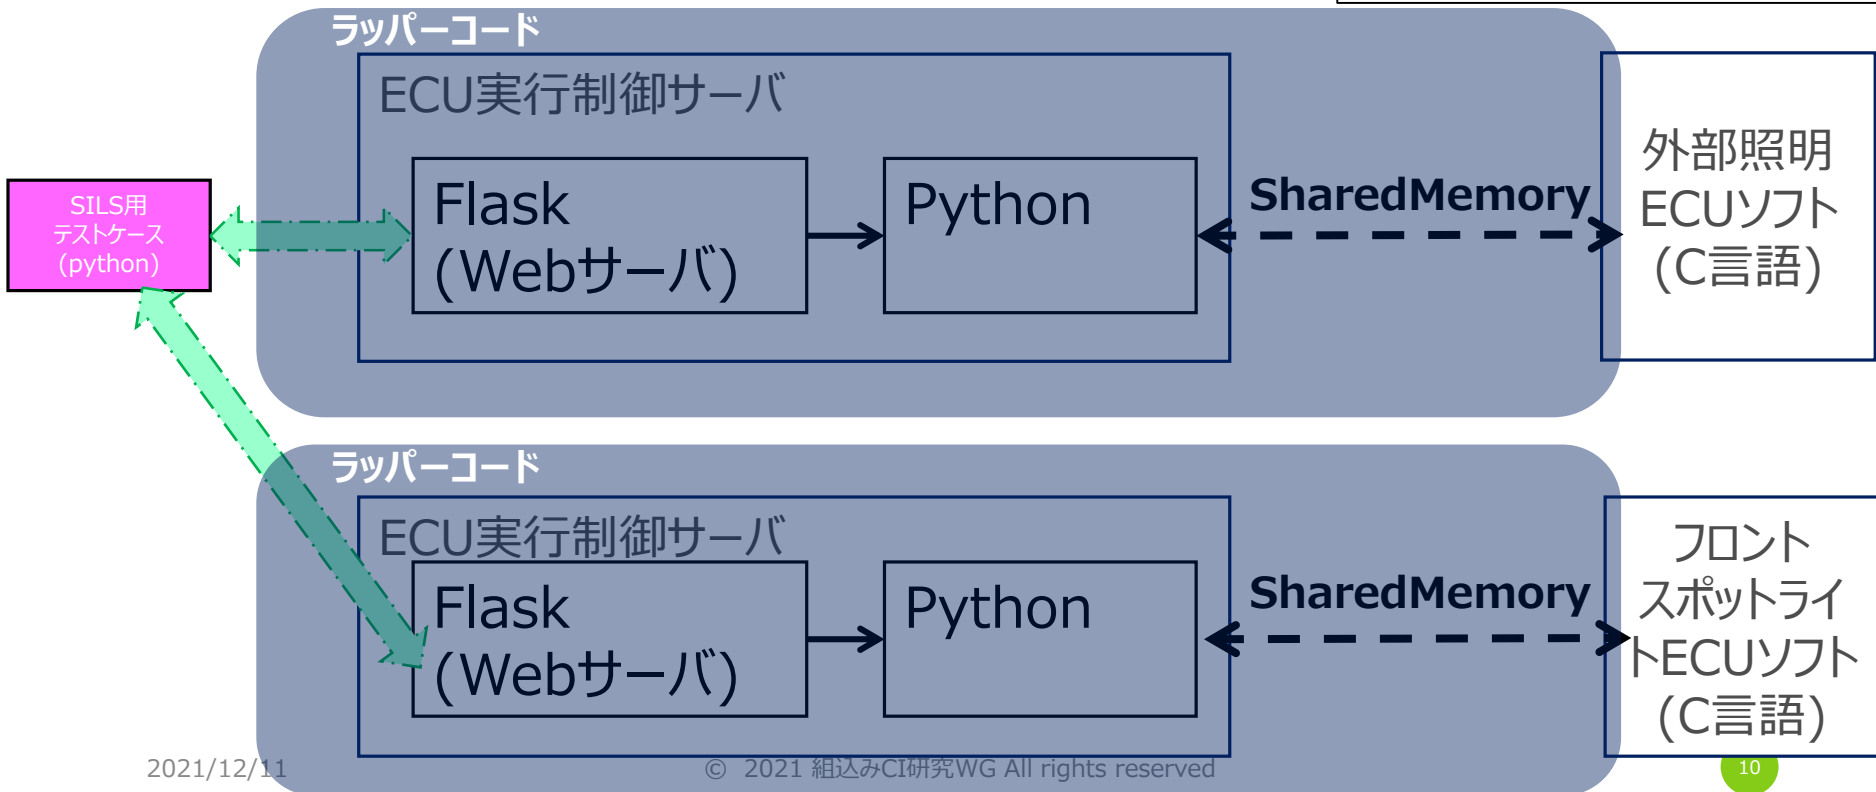 ラッパーコード
ECU実行制御サーバ
SILS用
テストケース
(python)
Flask
(Webサーバ)
Python
SharedMemory
外部照明
ECUソフト
(C言語)
ラッパーコード
ECU実行制御サーバ
Flask
(Webサーバ)
Python
SharedMemory
フロント
スポットライ
トECUソフト
(C言語)
2021/12/11
© 2021 組込みCI研究WG All rights reserved
10